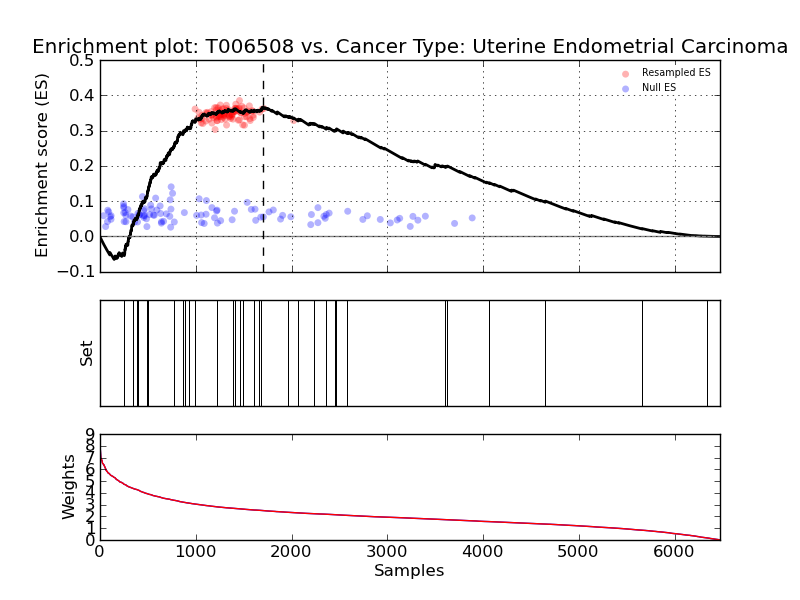 Enrichment plot: T006508 vs. Cancer Type: Uterine Endometrial Carcinoma
Enrichment score (ES)
0.5
0.4
0.3
0.2
0.1
0.0
−0.1
Resampled ES
Null ES
Set
Weights
9
8
7
6
5
4
3
2
1
0
0 1000 2000 3000 4000 5000 6000
Samples